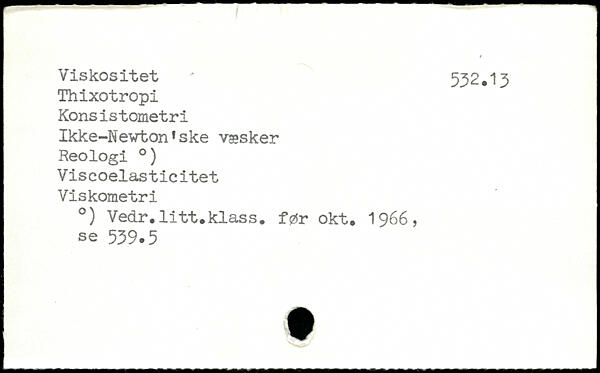 Viskositet 532.13
Thixotropi
Konsistometri
Ikke-Newton'ske væsker
Reologi °)
Viscoelasticitet
Viskometri
°) Vedr.litt.klass. før okt. 1966,
se 539.5